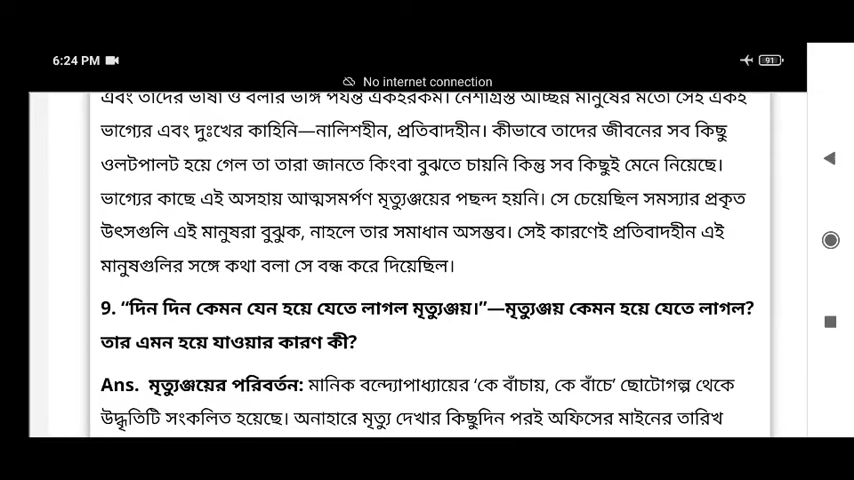 6:24 PM
91
No internet connection
এবং তাদের ভাষা ও বলার ভঙ্গি পর্যন্ত একইরকম। নেশাগ্রস্ত আচ্ছন্ন মানুষের মতো সেই একই
ভাগ্যের এবং দুঃখের কাহিনি—নালিশহীন, প্রতিবাদহীন। কীভাবে তাদের জীবনের সব কিছু
ওলটপালট হয়ে গেল তা তারা জানতে কিংবা বুঝতে চায়নি কিন্তু সব কিছুই মেনে নিয়েছে।
ভাগ্যের কাছে এই অসহায় আত্মসমর্পণ মৃত্যুঞ্জয়ের পছন্দ হয়নি। সে চেয়েছিল সমস্যার প্রকৃত
উৎসগুলি এই মানুষরা বুঝুক, নাহলে তার সমাধান অসম্ভব। সেই কারণেই প্রতিবাদহীন এই
মানুষগুলির সঙ্গে কথা বলা সে বন্ধ করে দিয়েছিল।
9. “দিন দিন কেমন যেন হয়ে যেতে লাগল মৃত্যুঞ্জয়।”—মৃত্যুঞ্জয় কেমন হয়ে যেতে লাগল?
তার এমন হয়ে যাওয়ার কারণ কী?
Ans. মৃত্যুঞ্জয়ের পরিবর্তন: মানিক বন্দ্যোপাধ্যায়ের ‘কে বাঁচায়, কে বাঁচে’ ছোটোগল্প থেকে
উদ্ধৃতিটি সংকলিত হয়েছে। অনাহারে মৃত্যু দেখার কিছুদিন পরই অফিসের মাইনের তারিখ